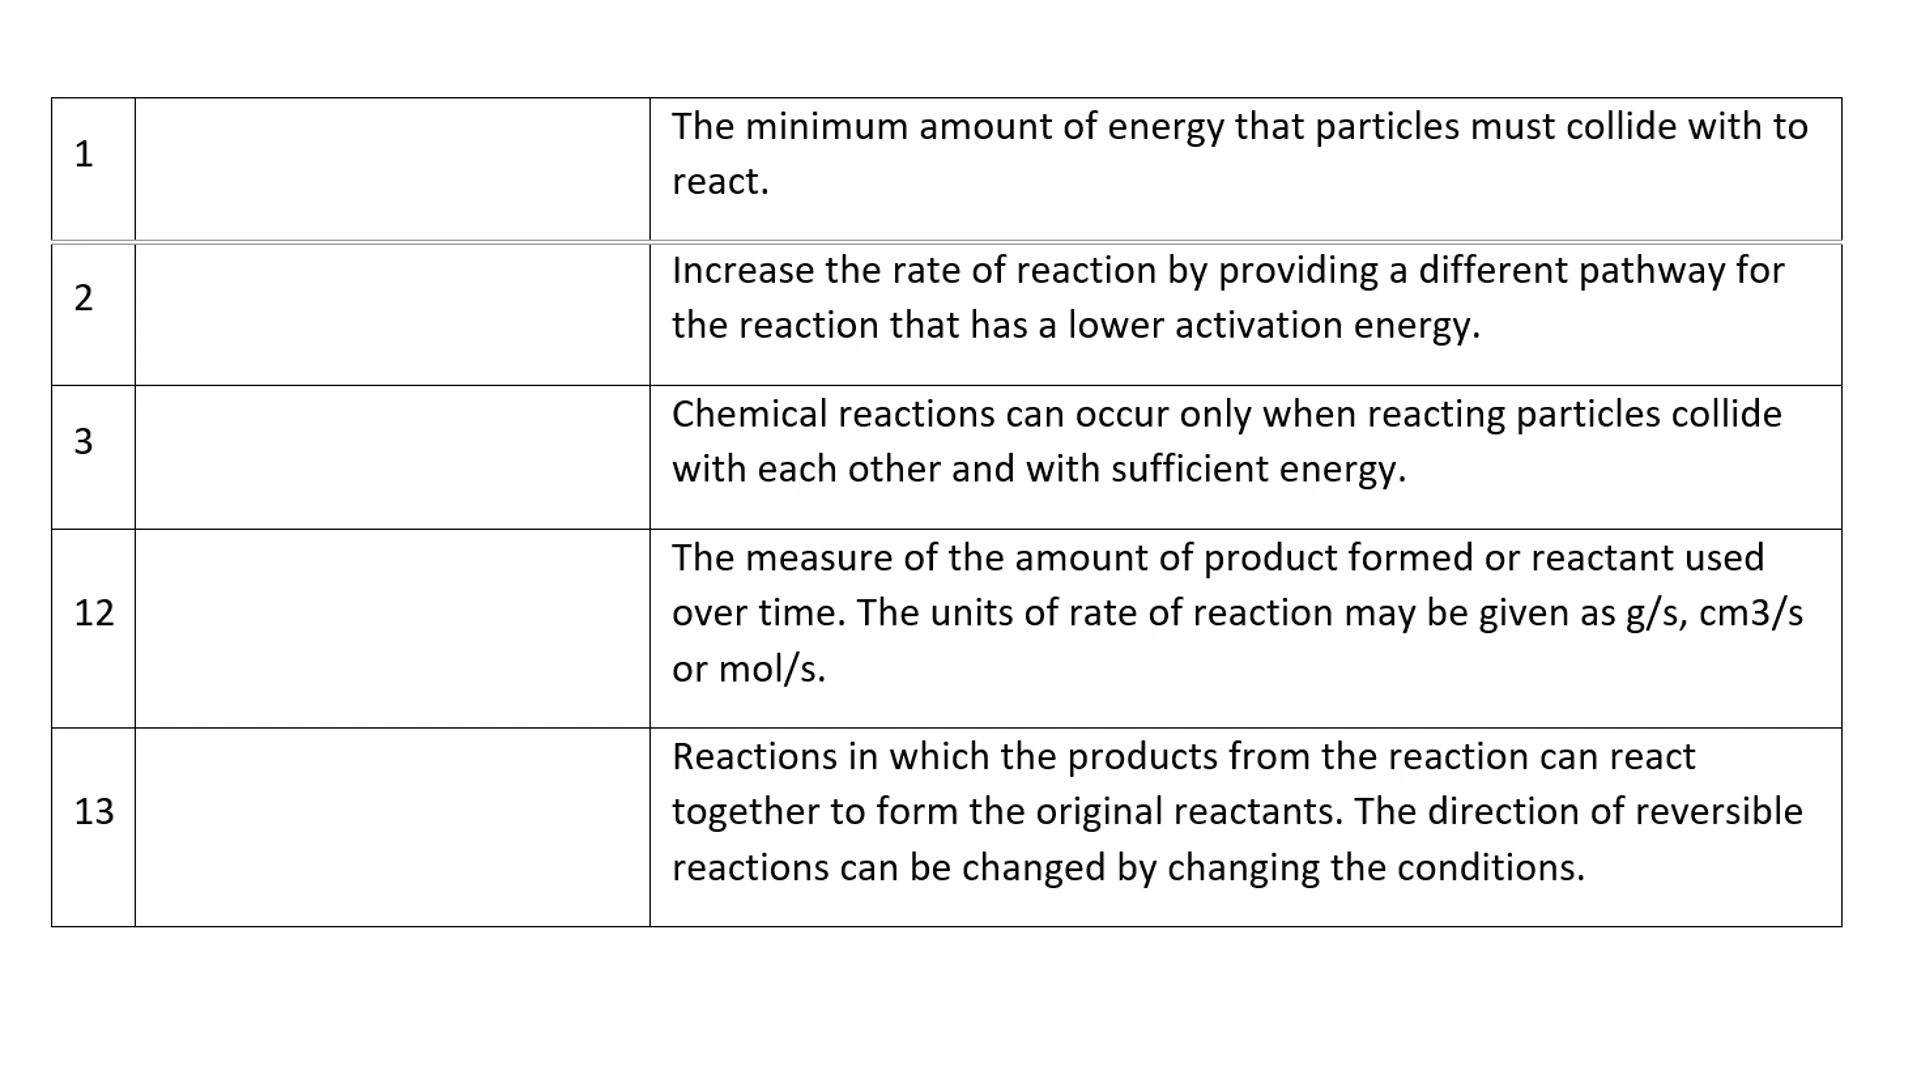 1
The minimum amount of energy that particles must collide with to
react.
2
Increase the rate of reaction by providing a different pathway for
the reaction that has a lower activation energy.
3
Chemical reactions can occur only when reacting particles collide
with each other and with sufficient energy.
12
The measure of the amount of product formed or reactant used
over time. The units of rate of reaction may be given as g/s, cm3/s
or mol/s.
13
Reactions in which the products from the reaction can react
together to form the original reactants. The direction of reversible
reactions can be changed by changing the conditions.